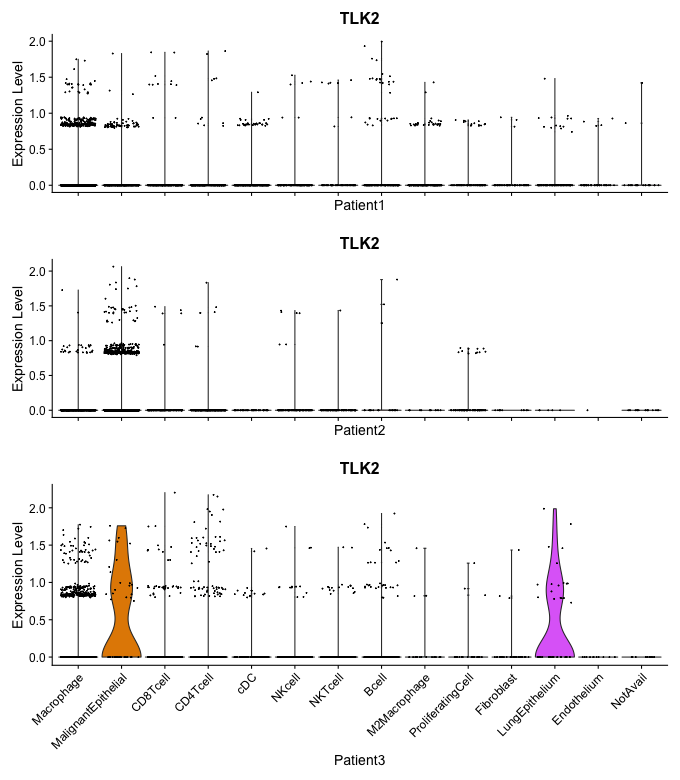 TLK2
Expression Level
2.0
1.5
1.0
0.5
0.0
Patient1
TLK2
Expression Level
2.0
1.5
1.0
0.5
0.0
Patient2
TLK2
Expression Level
2.0
1.5
1.0
0.5
0.0
Macrophage
MalignantEpithelial
CD8Tcell
CD4Tcell
cDC
NKcell
NKTcell
Bcell
M2Macrophage
ProliferatingCell
Fibroblast
LungEpithelium
Endothelium
NotAvail
Patient3